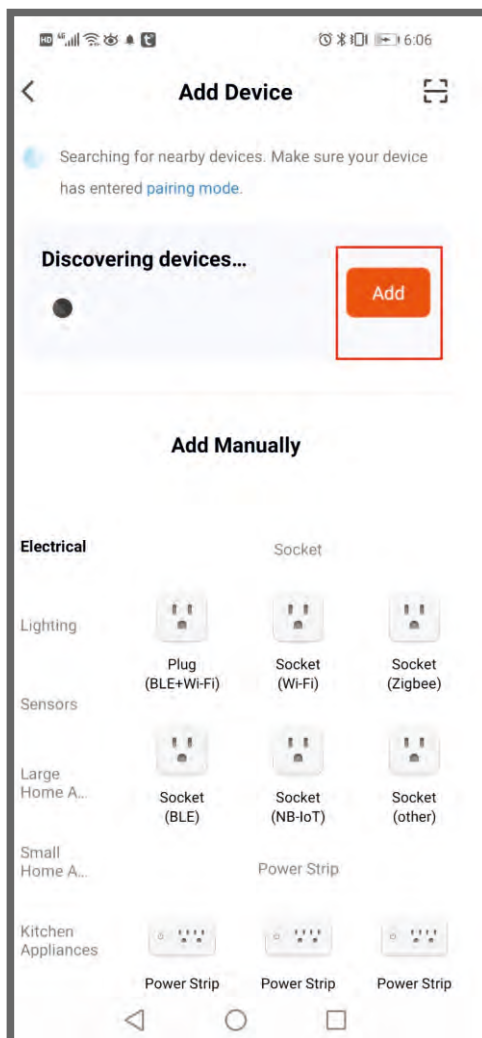 HD 4G 6:06
Add Device
Searching for nearby devices. Make sure your device
has entered pairing mode.
Discovering devices...
Add
Add Manually
Electrical
Socket
Lighting
Plug
(BLE+Wi-Fi)
Socket
(Wi-Fi)
Socket
(Zigbee)
Sensors
Large
Home A...
Socket
(BLE)
Socket
(NB-IoT)
Socket
(other)
Small
Home A...
Power Strip
Kitchen
Appliances
Power Strip
Power Strip
Power Strip